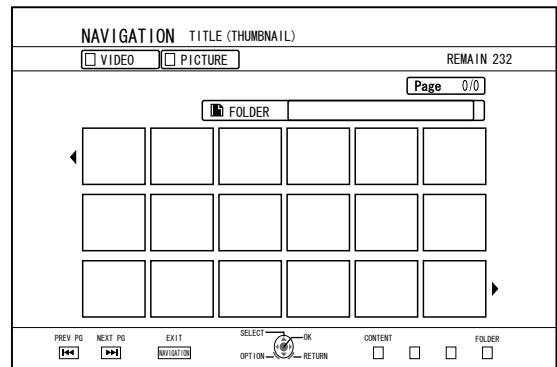 NAVIGATION TITLE (THUMBNAIL)
VIDEO PICTURE REMAIN 232
Page 0/0
FOLDER
PREV PG NEXT PG EXIT SELECT OK CONTENT FOLDER
NAVIGATION OPTION RETURN